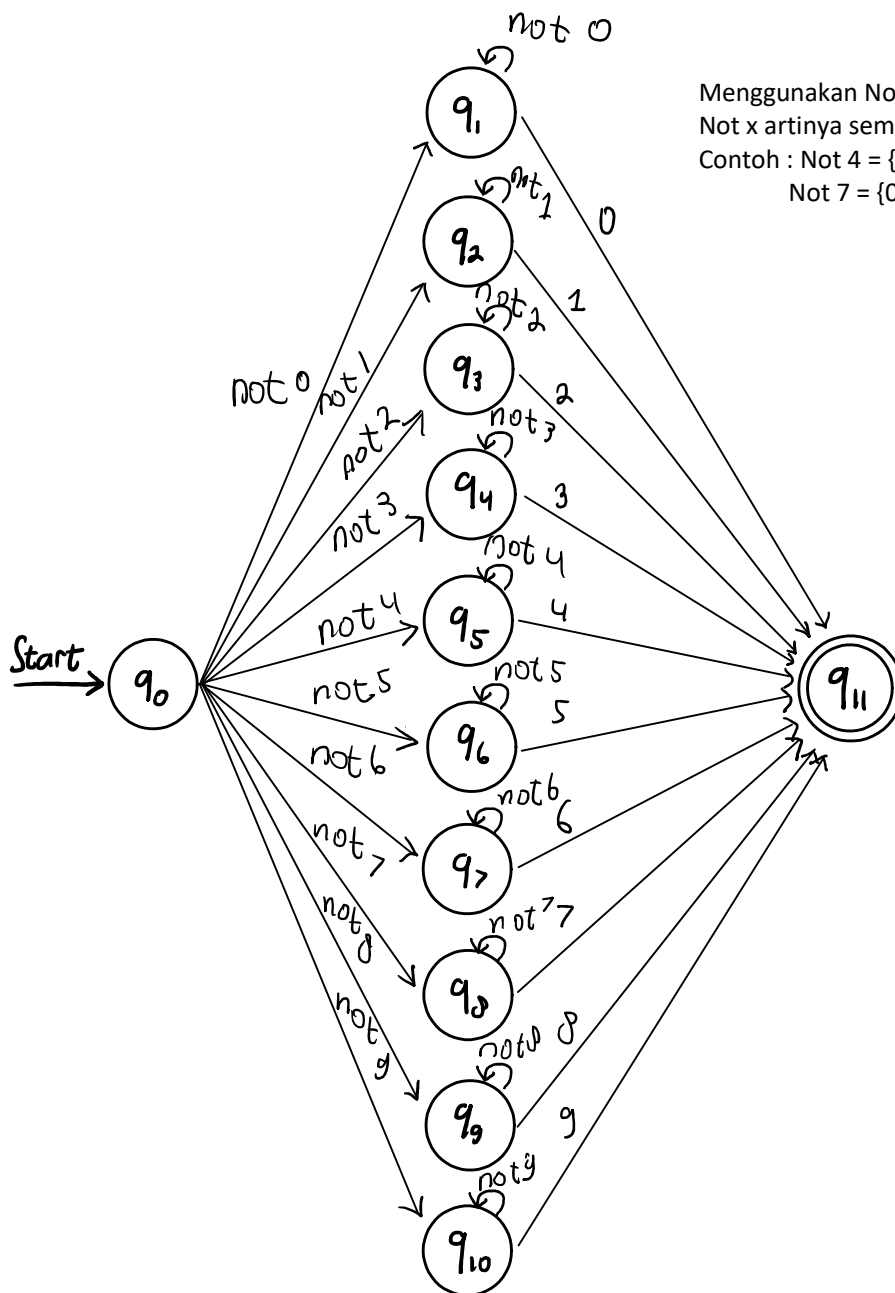 not 0
q1
Menggunakan No
Not x artinya sem
Contoh : Not 4 = {
Not 7 = {0
not 1
q2
0
not 2
q3
1
not 0
not 1
not 2
2
not 3
q4
not 3
3
not 4
q5
not 4
4
Start
q0
q11
not 5
not 5
q6
5
not 6
not 6
q7
6
not 7
not 7
7
q8
not 8
not 8
8
q9
not 9
not 9
9
q10